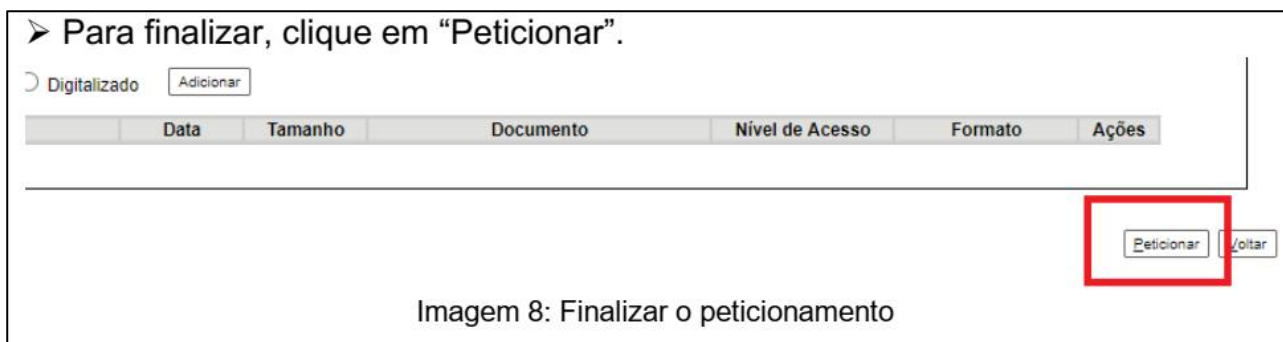 ➢ Para finalizar, clique em “Peticionar”.
Digitalizado Adicionar
Data Tamanho Documento Nível de Acesso Formato Ações
Peticionar Voltar
Imagem 8: Finalizar o peticionamento